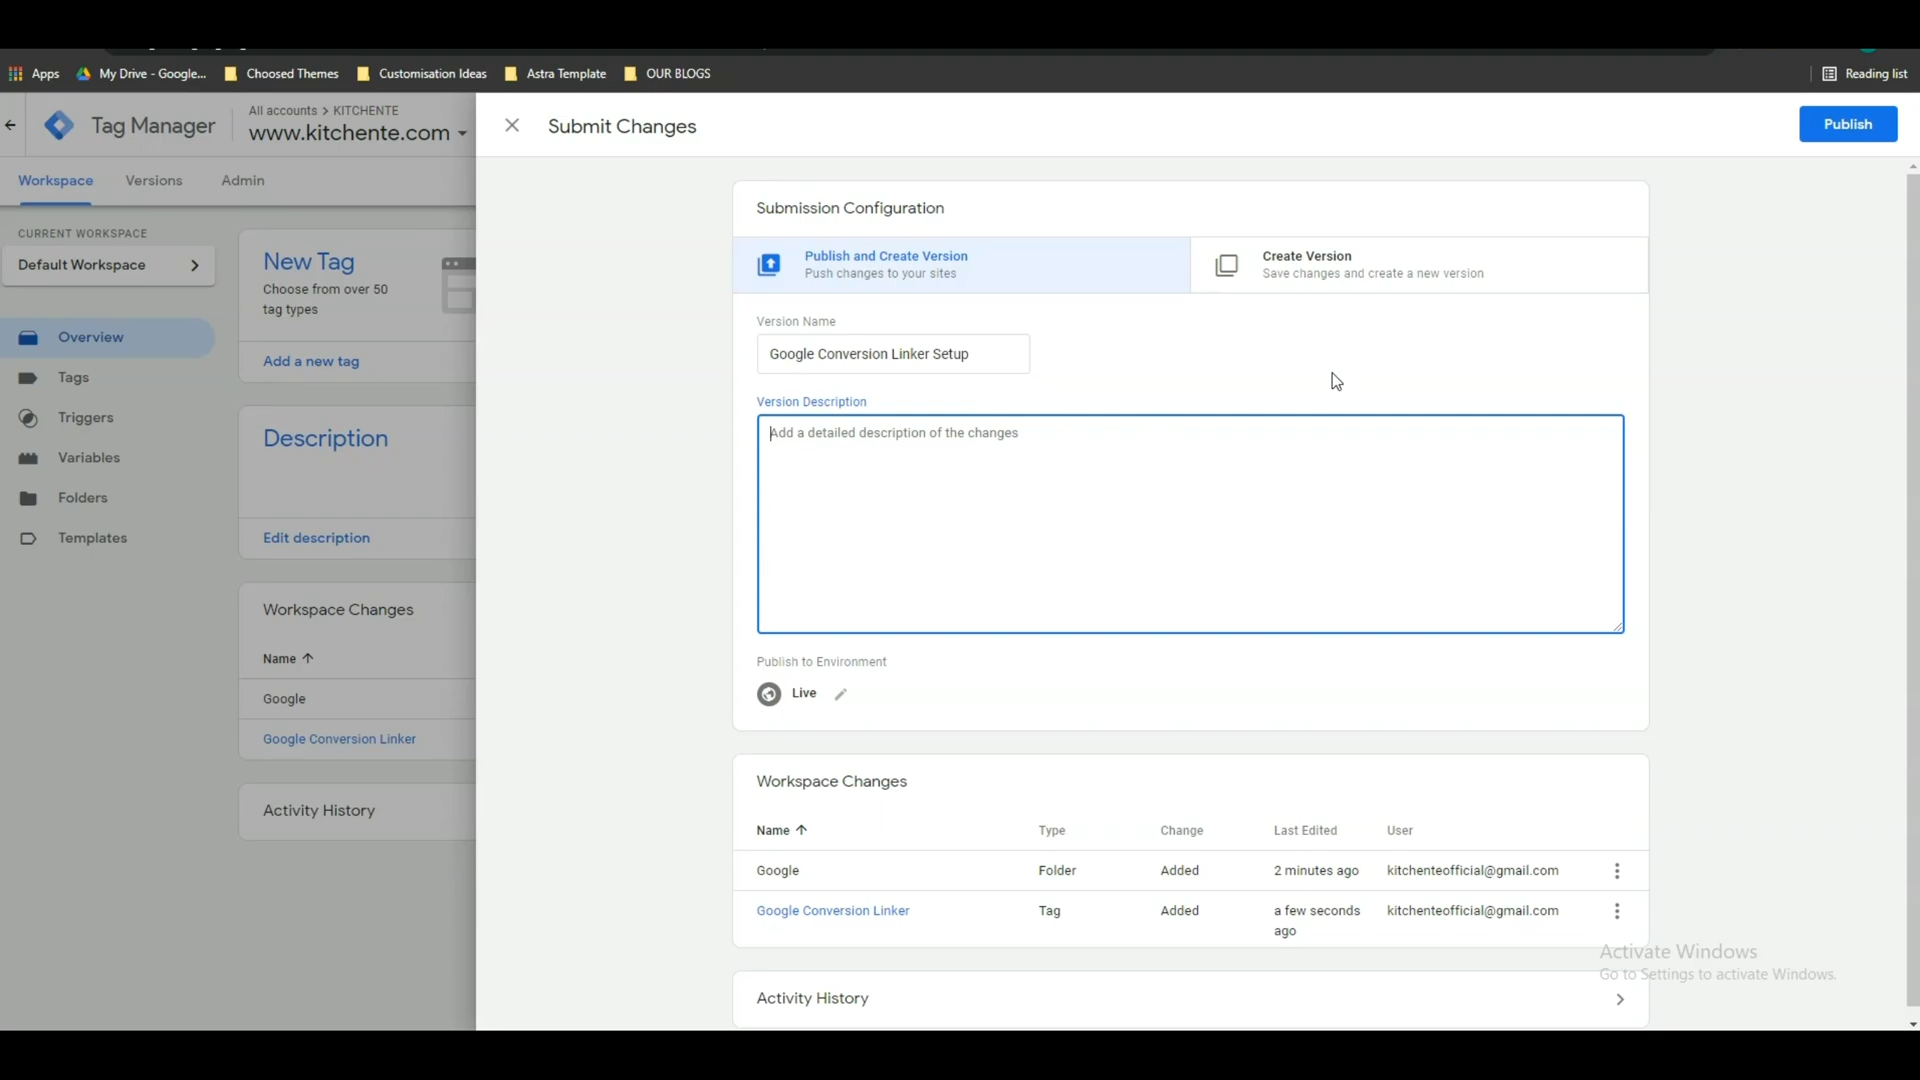 Apps My Drive - Google... Choosed Themes Customisation Ideas Astra Template OUR BLOGS Reading list
Tag Manager
All accounts > KITCHENTE
www.kitchente.com
Submit Changes
Publish
Workspace Versions Admin
CURRENT WORKSPACE
Default Workspace
Overview
Tags
Triggers
Variables
Folders
Templates
New Tag
Choose from over 50
tag types
Add a new tag
Description
Edit description
Workspace Changes
Name
Google
Google Conversion Linker
Activity History
Submission Configuration
Publish and Create Version
Push changes to your sites
Create Version
Save changes and create a new version
Version Name
Google Conversion Linker Setup
Version Description
Add a detailed description of the changes
Publish to Environment
Live
Workspace Changes
Name Type Change Last Edited User
Google Folder Added 2 minutes ago kitchenteofficial@gmail.com
Google Conversion Linker Tag Added a few seconds kitchenteofficial@gmail.com
ago
Activity History
Activate Windows
Go to Settings to activate Windows.